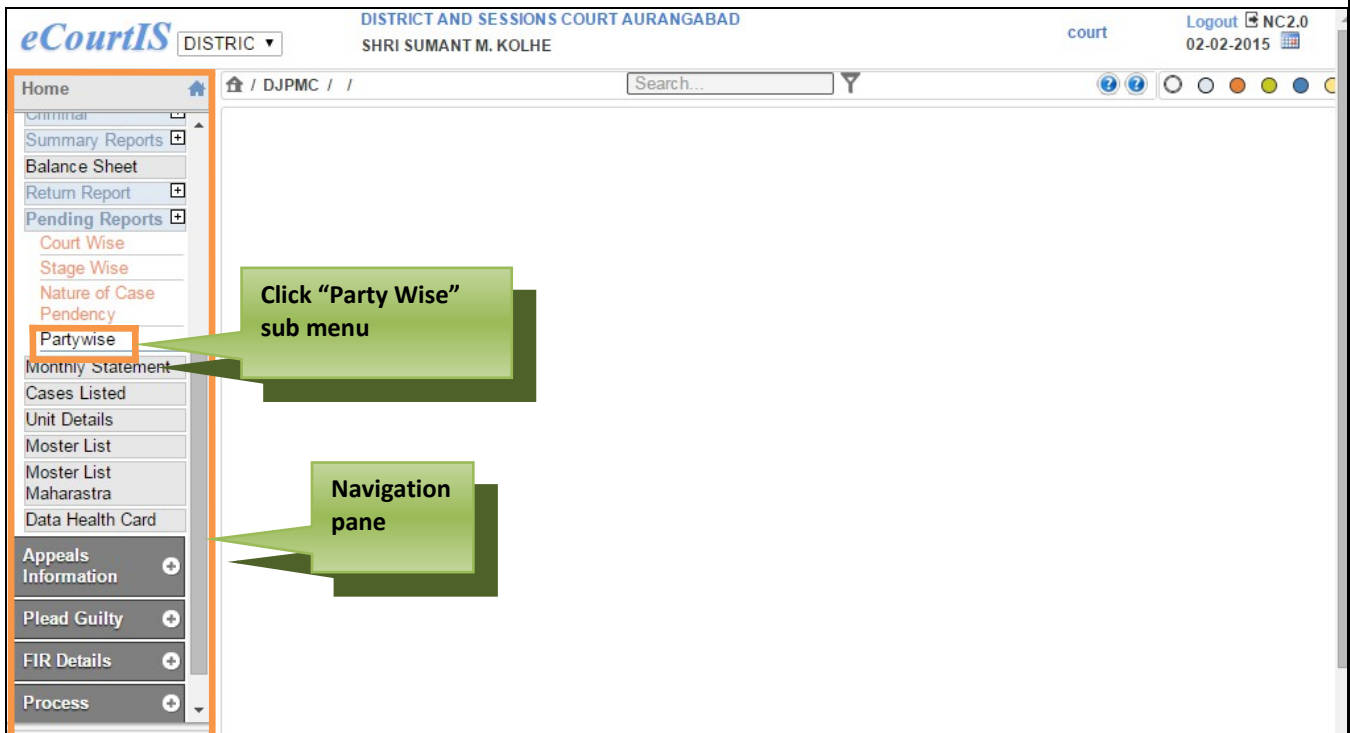 eCourtIS
DISTRIC
DISTRICT AND SESSIONS COURT AURANGABAD
SHRI SUMANT M. KOLHE
court
Logout NC2.0
02-02-2015
Home
/ DJPMC / /
Search...
Criminal
Summary Reports
Balance Sheet
Return Report
Pending Reports
Court Wise
Stage Wise
Nature of Case
Pendency
Partywise
Monthly Statement
Cases Listed
Unit Details
Moster List
Moster List
Maharastra
Data Health Card
Appeals
Information
Plead Guilty
FIR Details
Process
Click “Party Wise”
sub menu
Navigation
pane